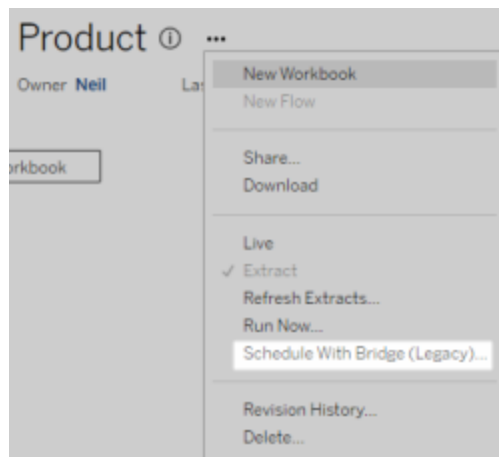 Product ⓘ ...
Owner Neil
New Workbook
New Flow
Share...
Download
Live
✓ Extract
Refresh Extracts...
Run Now...
Schedule With Bridge (Legacy)...
Revision History...
Delete...